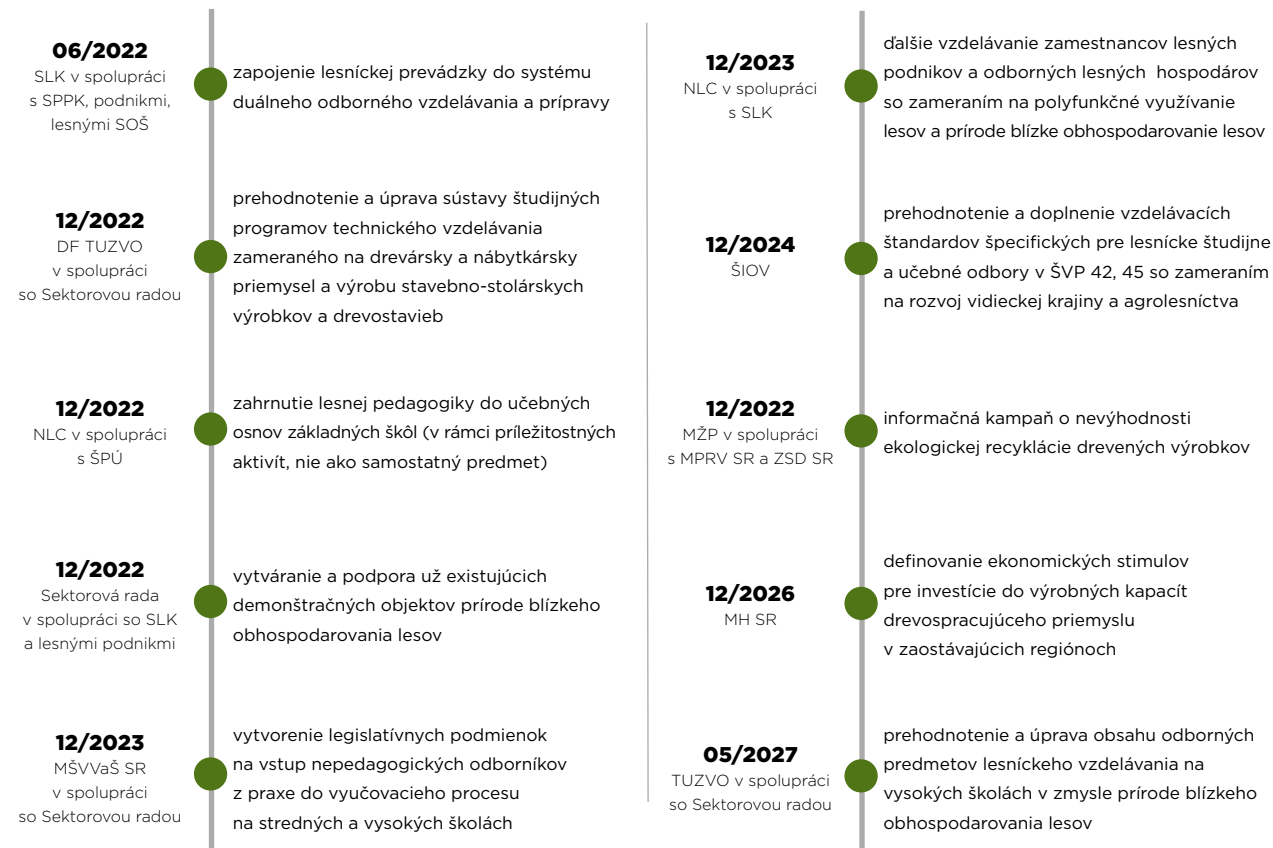 06/2022
SLK v spolupráci
s SPPK, podnikmi,
lesnými SOŠ
zapojenie lesníckej prevádzky do systému
duálneho odborného vzdelávania a prípravy
12/2022
DF TUZVO
v spolupráci
so Sektorovou radou
prehodnotenie a úprava sústavy študijných
programov technického vzdelávania
zameraného na drevársky a nábytkársky
priemysel a výrobu stavebno-stolárskych
výrobkov a drevostavieb
12/2022
NLC v spolupráci
s ŠPÚ
zahrnutie lesnej pedagogiky do učebných
osnov základných škôl (v rámci príležitostných
aktivít, nie ako samostatný predmet)
12/2022
Sektorová rada
v spolupráci so SLK
a lesnými podnikmi
vytváranie a podpora už existujúcich
demonštračných objektov prírode blízkeho
obhospodarovania lesov
12/2023
MŠVVaŠ SR
v spolupráci
so Sektorovou radou
vytvorenie legislatívnych podmienok
na vstup nepedagogických odborníkov
z praxe do vyučovacieho procesu
na stredných a vysokých školách
12/2023
NLC v spolupráci
s SLK
ďalšie vzdelávanie zamestnancov lesných
podnikov a odborných lesných hospodárov
so zameraním na polyfunkčné využívanie
lesov a prírode blízke obhospodarovanie lesov
12/2024
ŠIOV
prehodnotenie a doplnenie vzdelávacích
štandardov špecifických pre lesnícke študijne
a učebné odbory v ŠVP 42, 45 so zameraním
na rozvoj vidieckej krajiny a agrolesníctva
12/2022
MŽP v spolupráci
s MPRV SR a ZSD SR
informačná kampaň o nevýhodnosti
ekologickej recyklácie drevených výrobkov
12/2026
MH SR
definovanie ekonomických stimulov
pre investície do výrobných kapacít
drevospracujúceho priemyslu
v zaostávajúcich regiónoch
05/2027
TUZVO v spolupráci
so Sektorovou radou
prehodnotenie a úprava obsahu odborných
predmetov lesníckeho vzdelávania na
vysokých školách v zmysle prírode blízkeho
obhospodarovania lesov